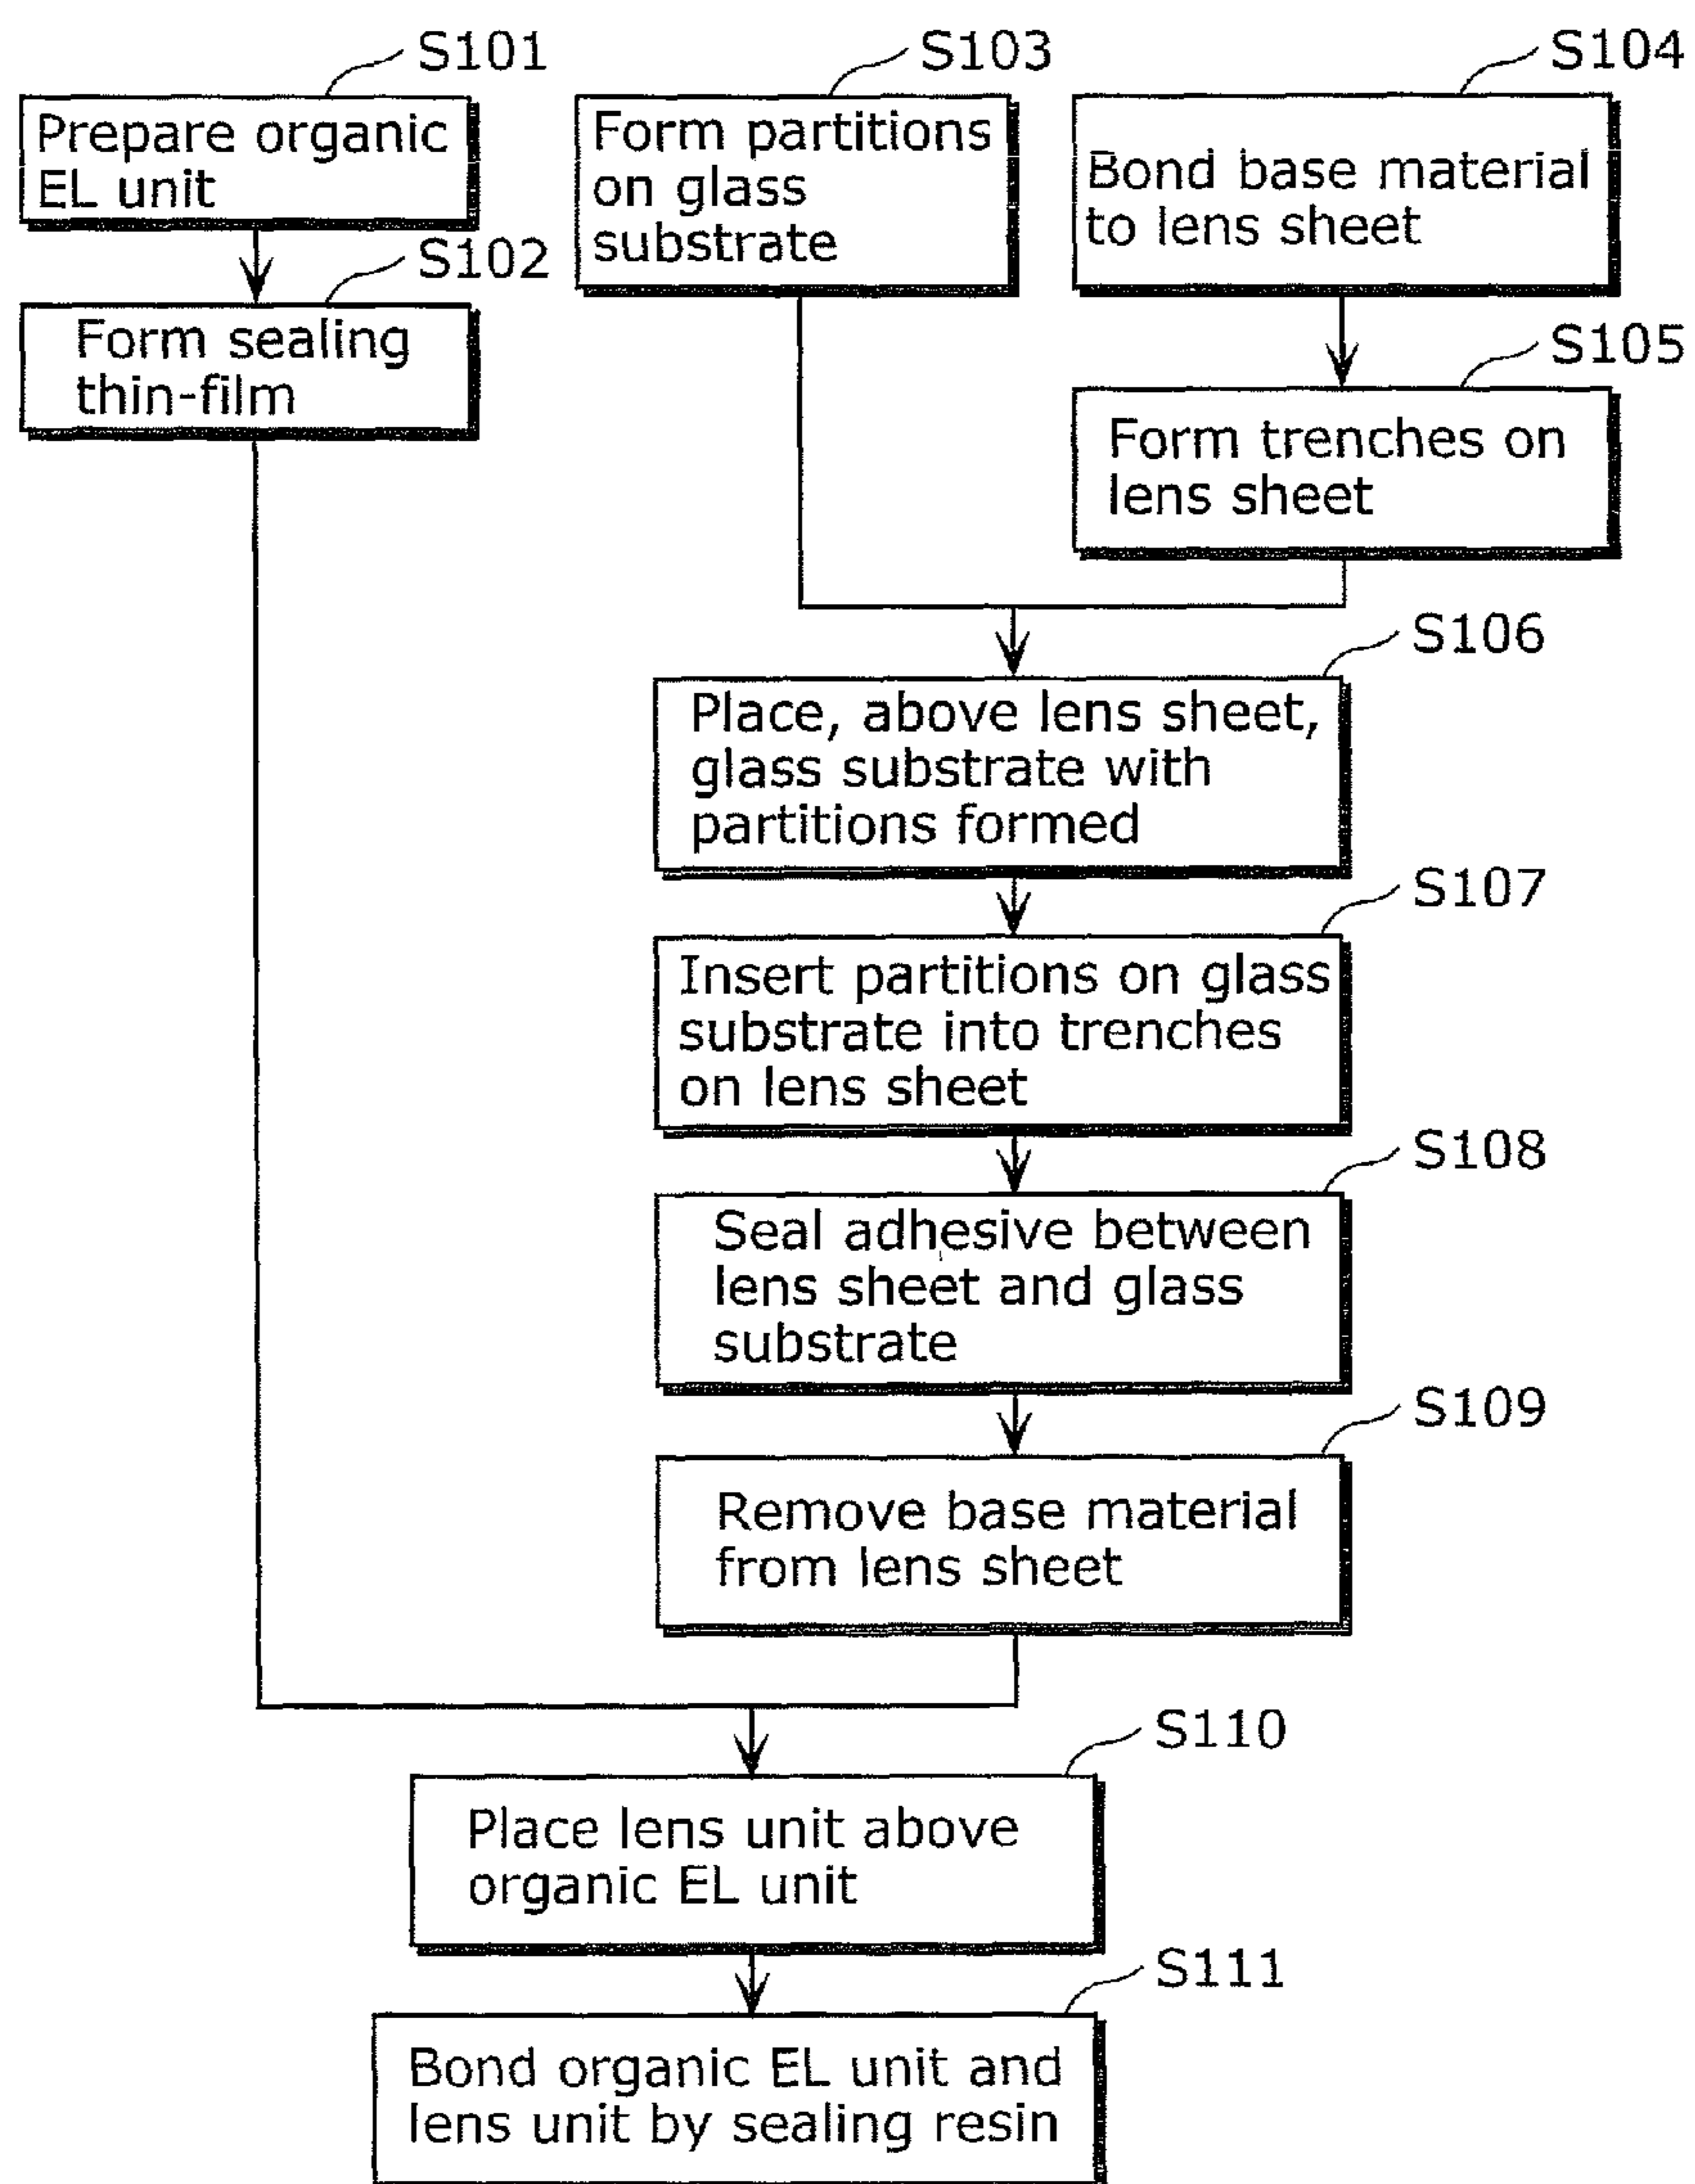 S101
Prepare organic
EL unit
S102
Form sealing
thin-film
S103
Form partitions
on glass
substrate
S104
Bond base material
to lens sheet
S105
Form trenches on
lens sheet
S106
Place, above lens sheet,
glass substrate with
partitions formed
S107
Insert partitions on glass
substrate into trenches
on lens sheet
S108
Seal adhesive between
lens sheet and glass
substrate
S109
Remove base material
from lens sheet
S110
Place lens unit above
organic EL unit
S111
Bond organic EL unit and
lens unit by sealing resin